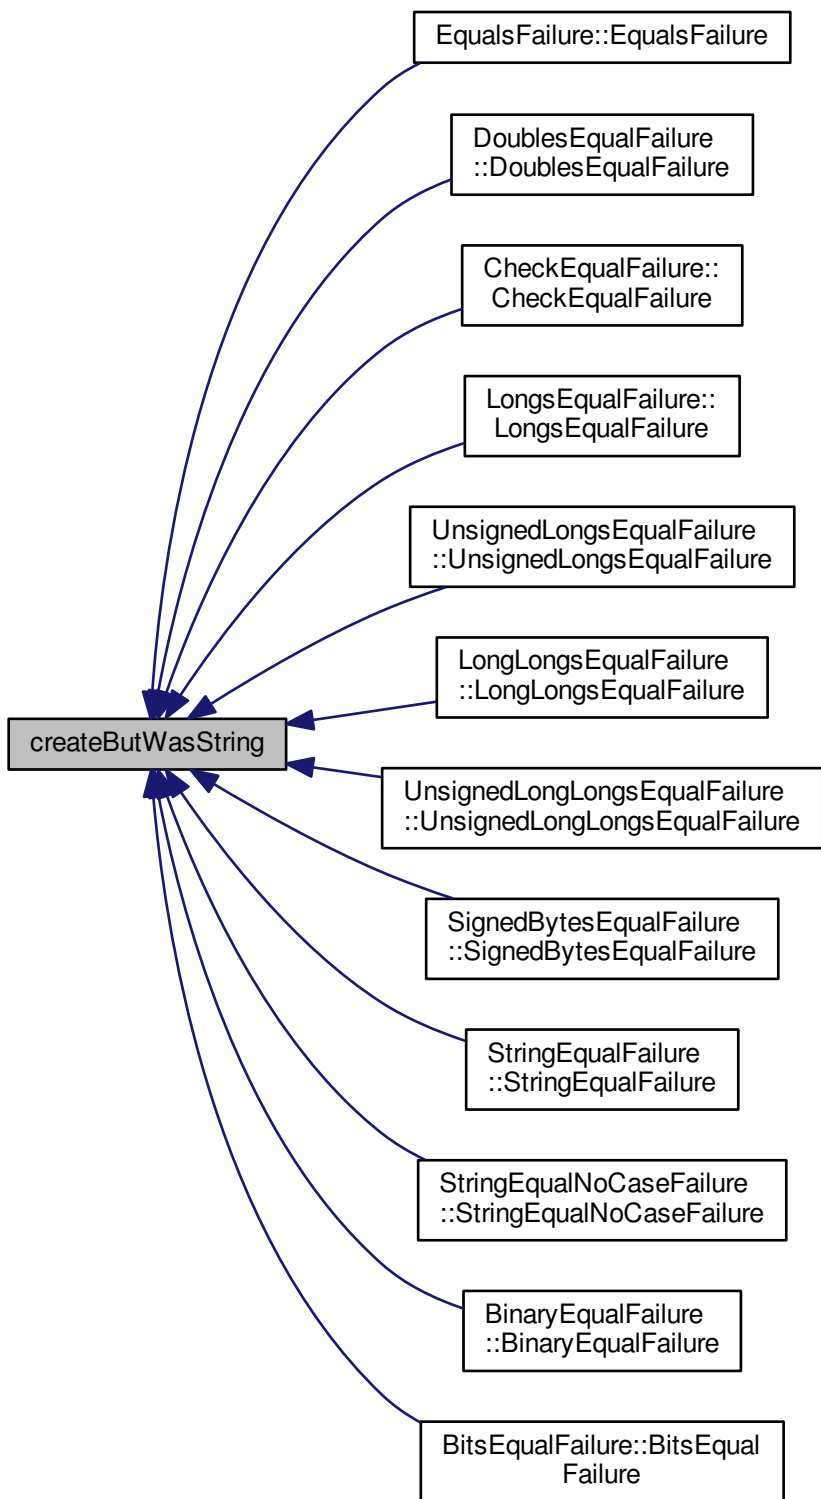 EqualsFailure::EqualsFailure
DoublesEqualFailure
::DoublesEqualFailure
CheckEqualFailure::
CheckEqualFailure
LongsEqualFailure::
LongsEqualFailure
UnsignedLongsEqualFailure
::UnsignedLongsEqualFailure
LongLongsEqualFailure
::LongLongsEqualFailure
createButWasString
UnsignedLongLongsEqualFailure
::UnsignedLongLongsEqualFailure
SignedBytesEqualFailure
::SignedBytesEqualFailure
StringEqualFailure
::StringEqualFailure
StringEqualNoCaseFailure
::StringEqualNoCaseFailure
BinaryEqualFailure
::BinaryEqualFailure
BitsEqualFailure::BitsEqual
Failure